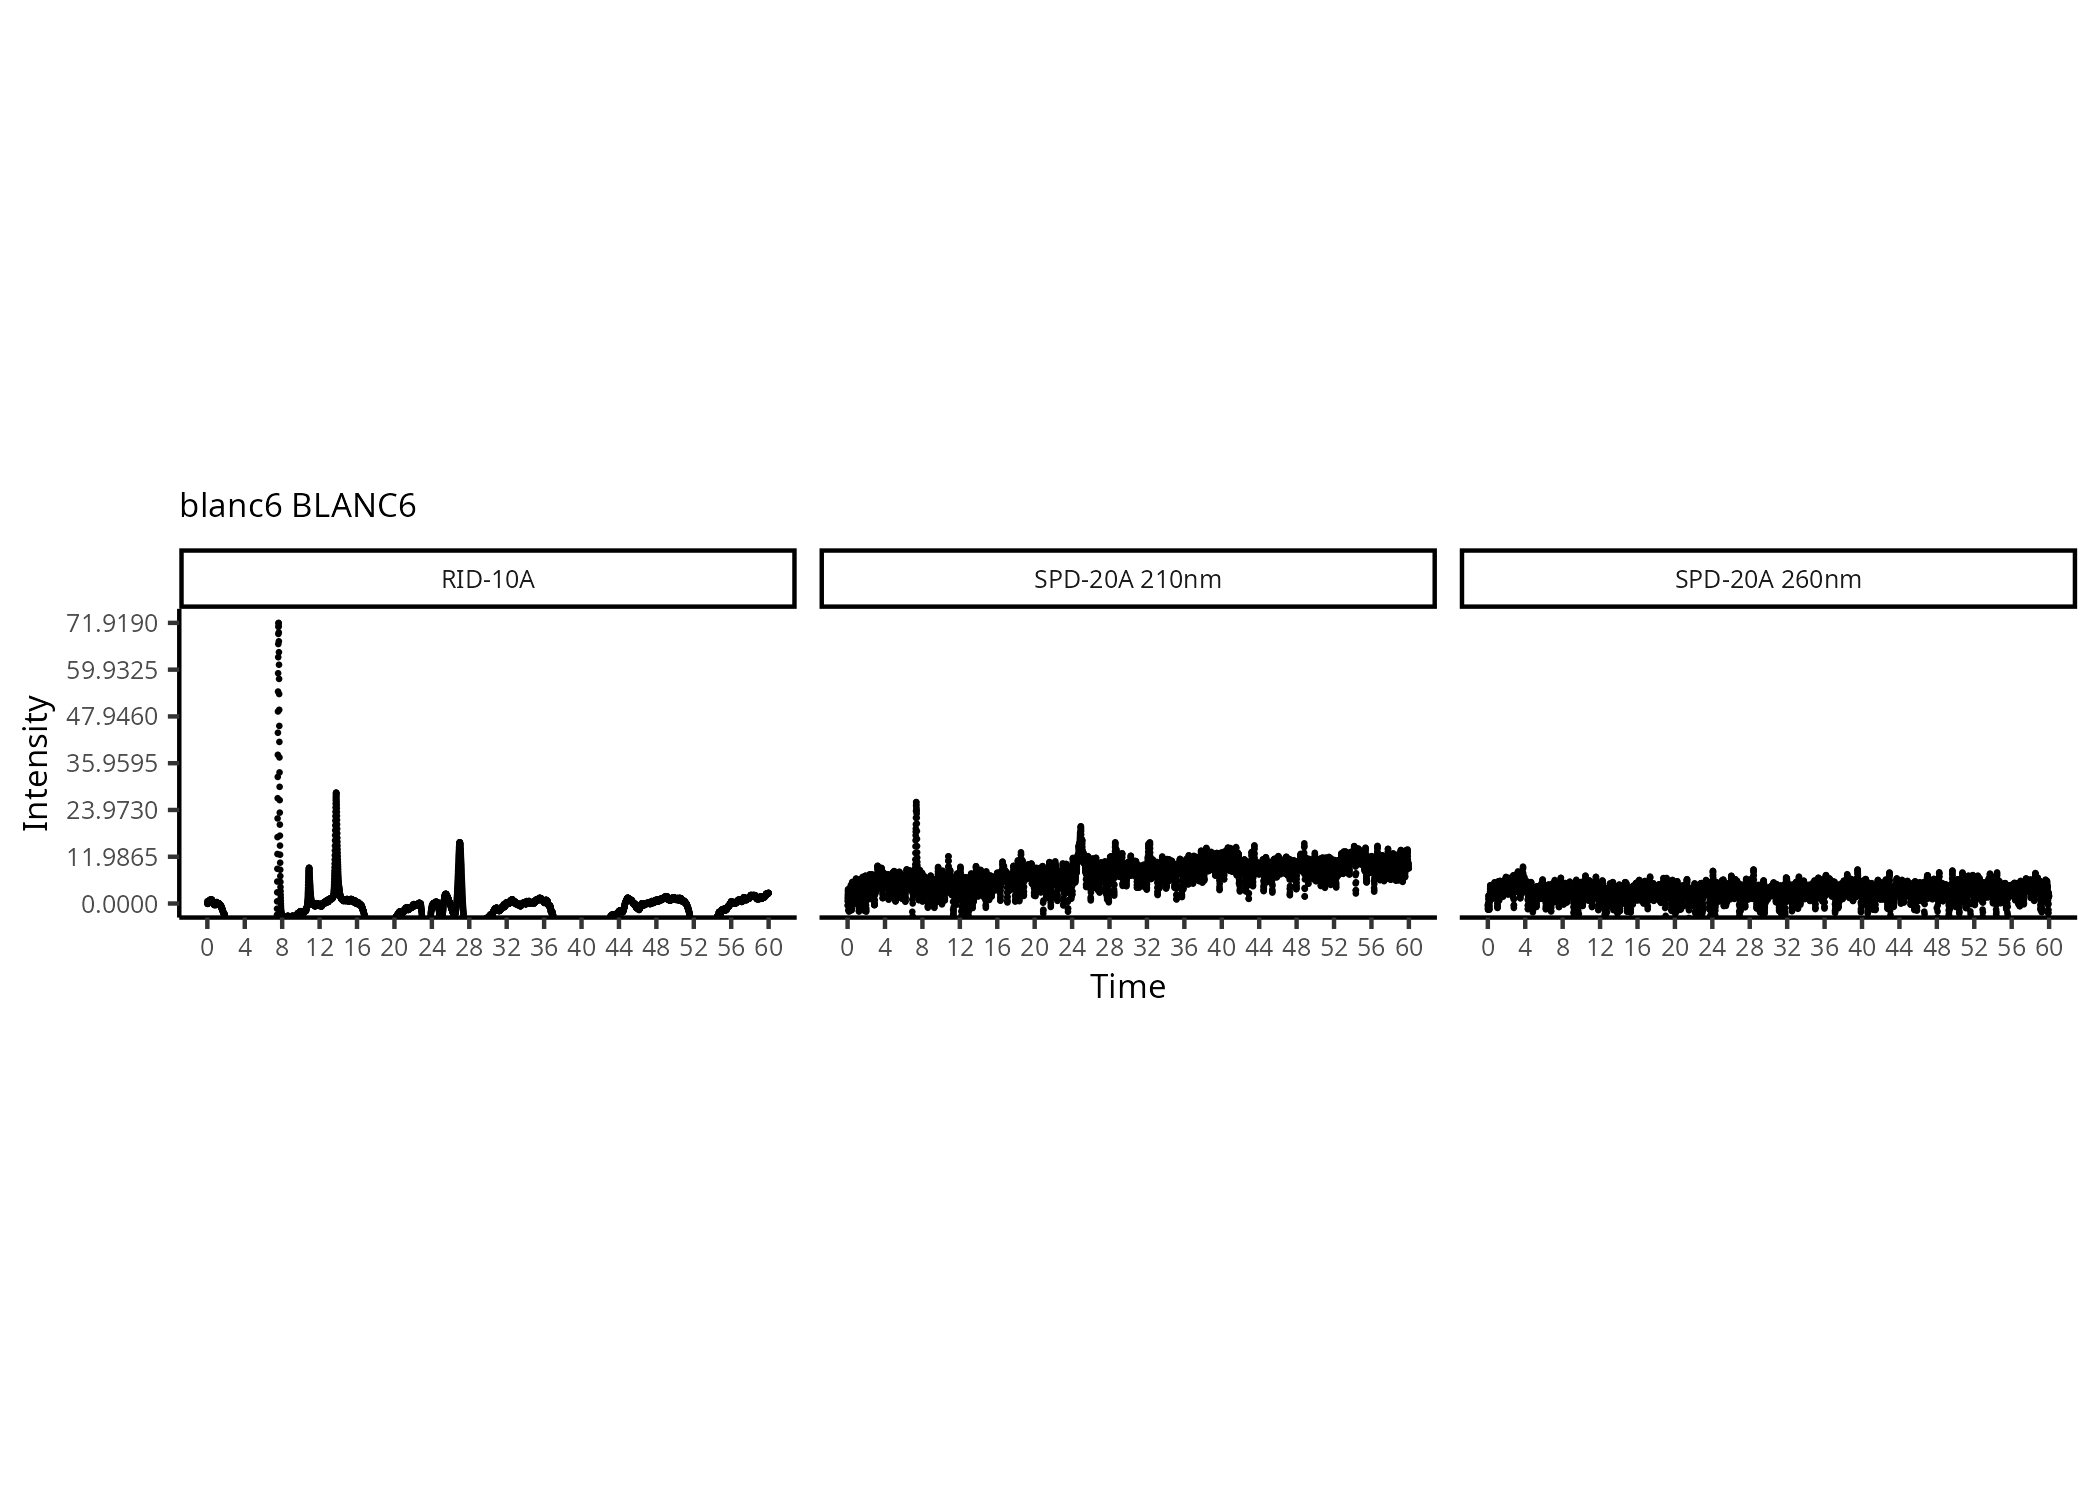 blanc6 BLANC6
RID-10A
SPD-20A 210nm
SPD-20A 260nm
Intensity
71.9190
59.9325
47.9460
35.9595
23.9730
11.9865
0.0000
0 4 8 12 16 20 24 28 32 36 40 44 48 52 56 60
0 4 8 12 16 20 24 28 32 36 40 44 48 52 56 60
0 4 8 12 16 20 24 28 32 36 40 44 48 52 56 60
Time